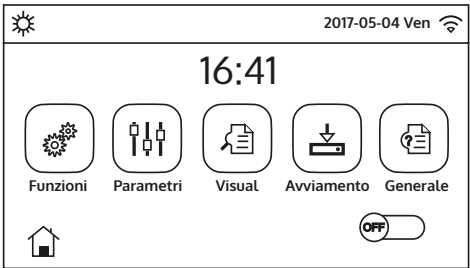 2017-05-04 Ven
16:41
Funzioni Parametri Visual Avviamento Generale
OFF